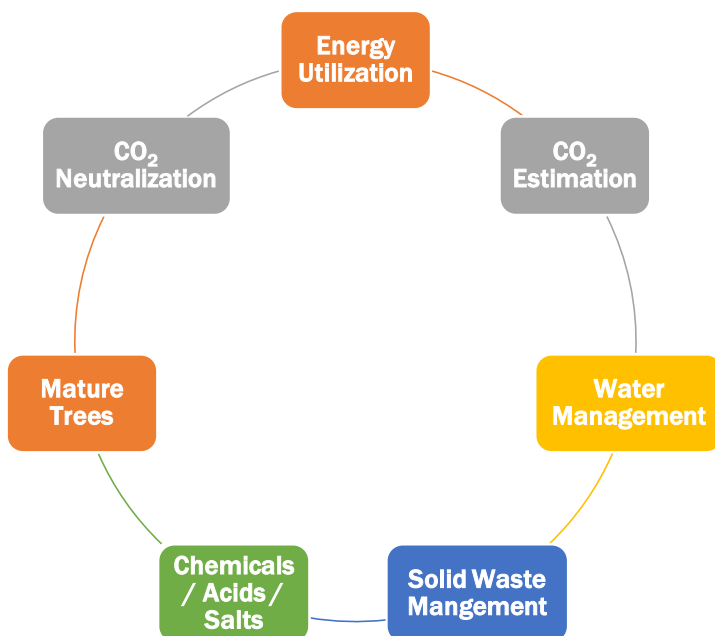 Energy
Utilization
CO₂
Estimation
Water
Management
Solid Waste
Mangement
Chemicals
/ Acids /
Salts
Mature
Trees
CO₂
Neutralization